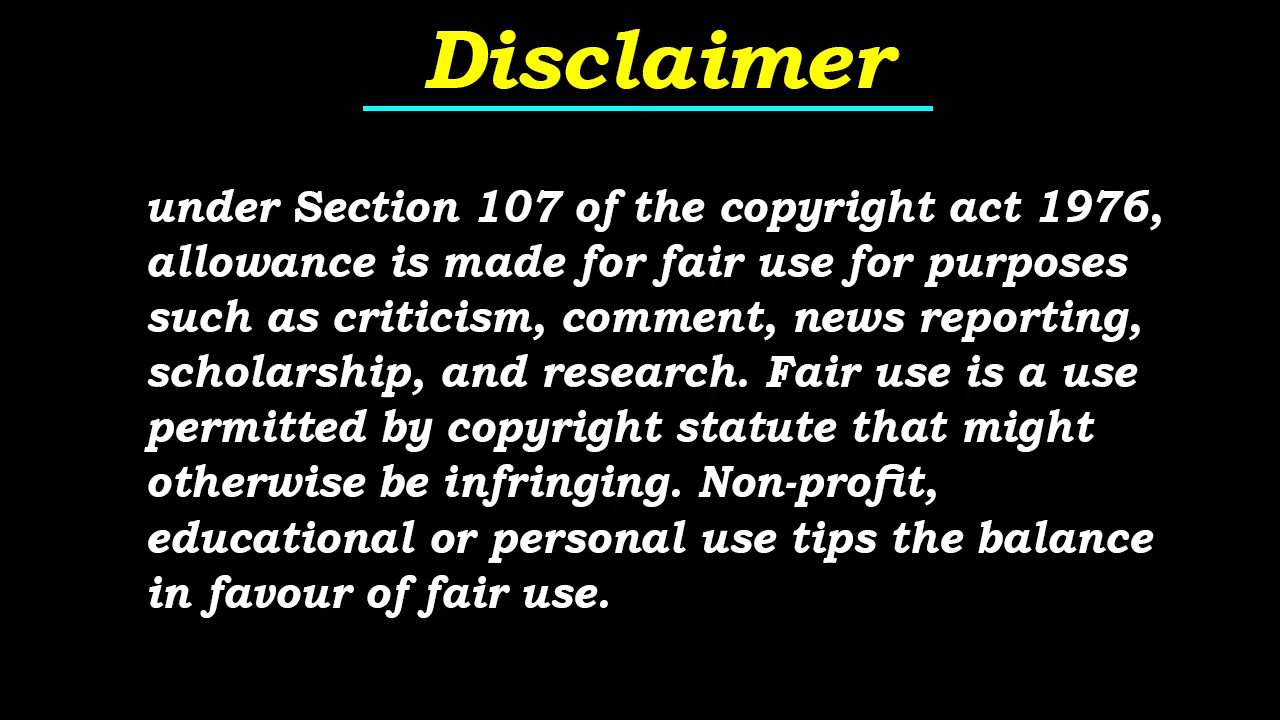 Disclaimer
under Section 107 of the copyright act 1976,
allowance is made for fair use for purposes
such as criticism, comment, news reporting,
scholarship, and research. Fair use is a use
permitted by copyright statute that might
otherwise be infringing. Non-profit,
educational or personal use tips the balance
in favour of fair use.